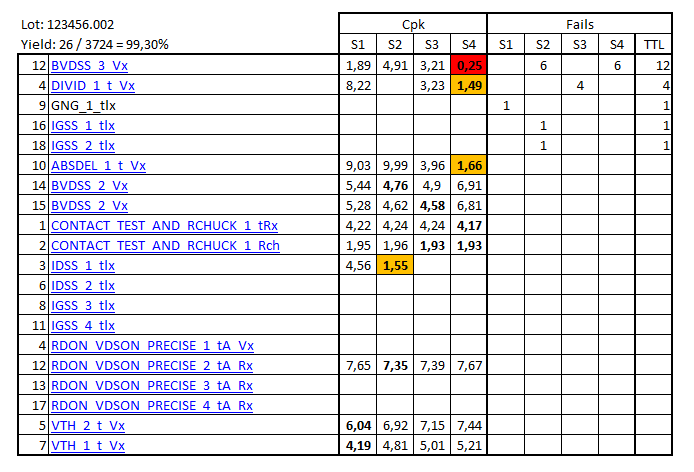 Lot: 123456.002 Cpk Fails
Yield: 26 / 3724 = 99,30% S1 S2 S3 S4 S1 S2 S3 S4 TTL
12 BVDSS_3_Vx 1,89 4,91 3,21 0,25 6 6 12
4 DIVID_1_t_Vx 8,22 3,23 1,49 4 4
9 GNG_1_tlx 1 1
16 IGSS_1_tlx 1 1
18 IGSS_2_tlx 1 1
10 ABSDEL_1_t_Vx 9,03 9,99 3,96 1,66
14 BVDSS_2_Vx 5,44 4,76 4,9 6,91
15 BVDSS_2_Vx 5,28 4,62 4,58 6,81
1 CONTACT_TEST_AND_RCHUCK_1_tRx 4,22 4,24 4,24 4,17
2 CONTACT_TEST_AND_RCHUCK_1_Rch 1,95 1,96 1,93 1,93
3 IDSS_1_tlx 4,56 1,55
6 IDSS_2_tlx
8 IGSS_3_tlx
11 IGSS_4_tlx
4 RDON_VDSON_PRECISE_1_tA_Vx
12 RDON_VDSON_PRECISE_2_tA_Rx 7,65 7,35 7,39 7,67
13 RDON_VDSON_PRECISE_3_tA_Rx
17 RDON_VDSON_PRECISE_4_tA_Rx
5 VTH_2_t_Vx 6,04 6,92 7,15 7,44
7 VTH_1_t_Vx 4,19 4,81 5,01 5,21